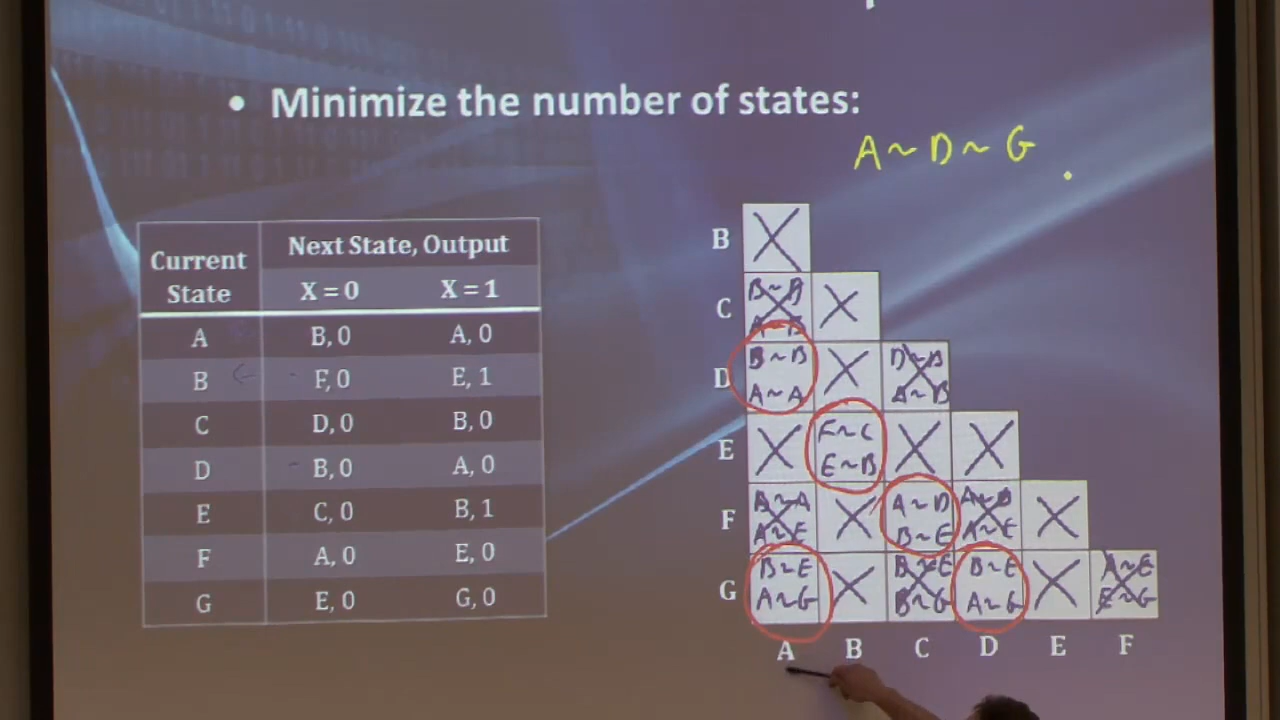 • Minimize the number of states:
A ~ D ~ G .
Current State
Next State, Output
X = 0 X = 1
A B, 0 A, 0
B F, 0 E, 1
C D, 0 B, 0
D B, 0 A, 0
E C, 0 B, 1
F A, 0 E, 0
G E, 0 G, 0
B X
C B~A A~B X
D B~B A~A X D~B A~B
E X F~C E~B X X
F B~A A~E X A~D B~E A~B A~E X
G B~E A~G X B~E B~G B~E A~G X A~E E~G
A B C D E F